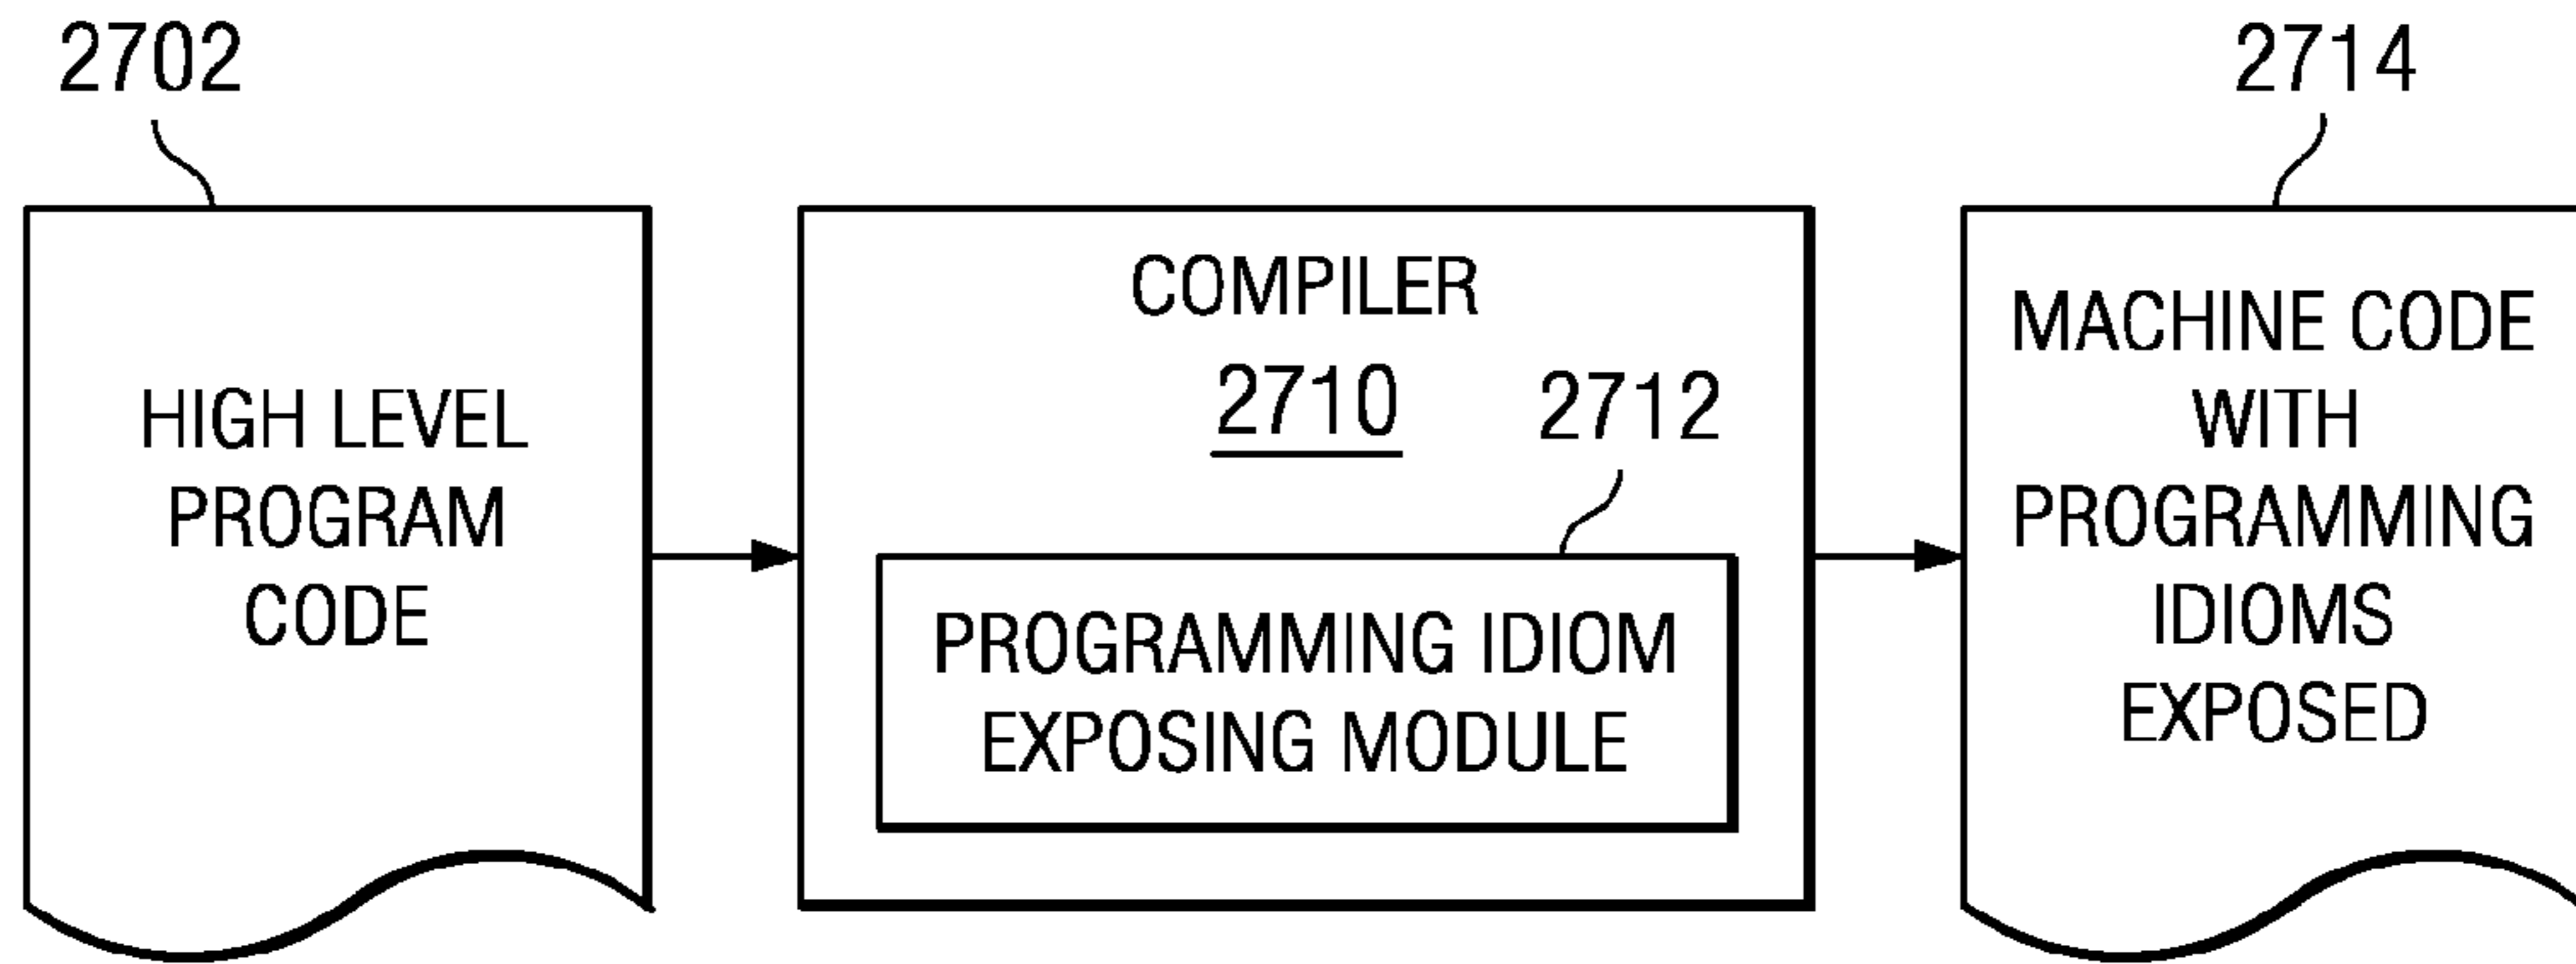 2702
HIGH LEVEL
PROGRAM
CODE
COMPILER
2710
2712
PROGRAMMING IDIOM
EXPOSING MODULE
2714
MACHINE CODE
WITH
PROGRAMMING
IDIOMS
EXPOSED